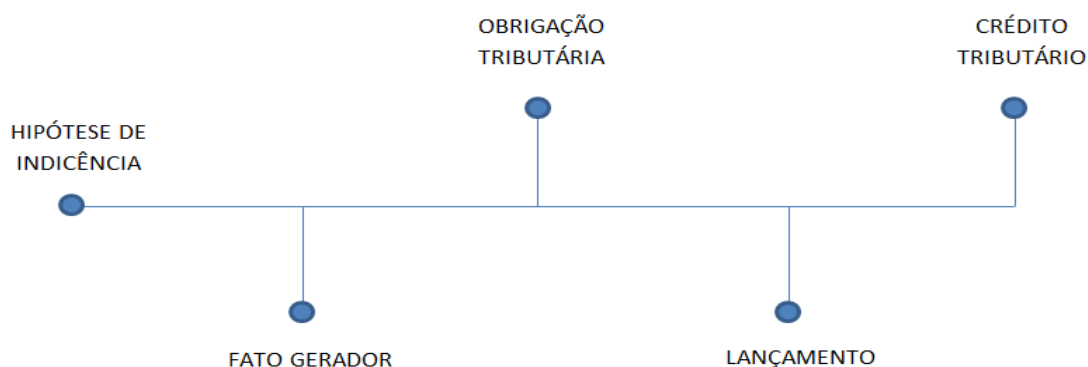 OBRIGAÇÃO
TRIBUTÁRIA
CRÉDITO
TRIBUTÁRIO
HIPÓTESE DE
INDICÊNCIA
FATO GERADOR
LANÇAMENTO